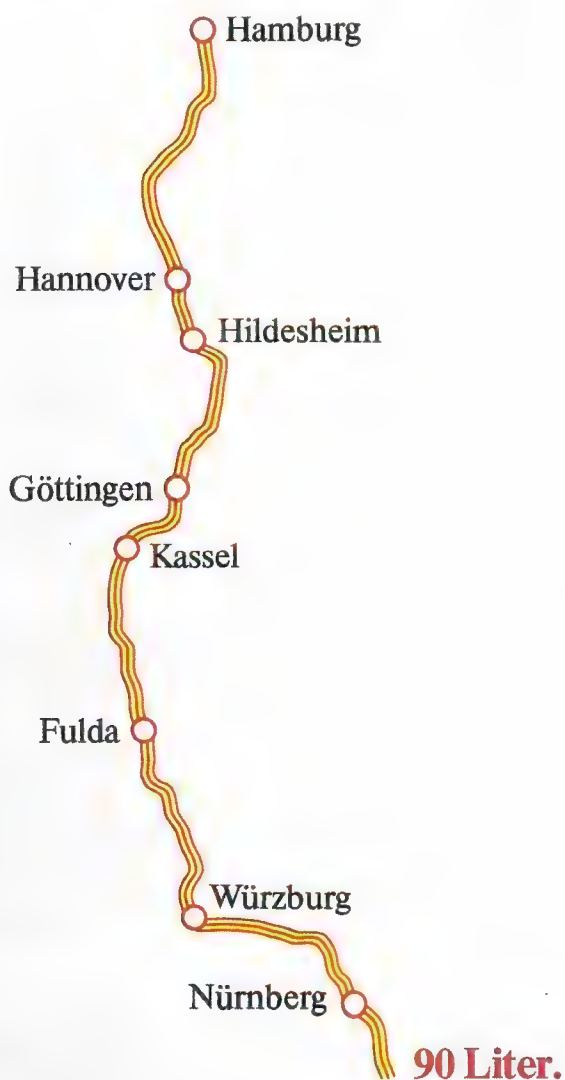 Hamburg
Hannover
Hildesheim
Göttingen
Kassel
Fulda
Würzburg
Nürnberg
90 Liter.